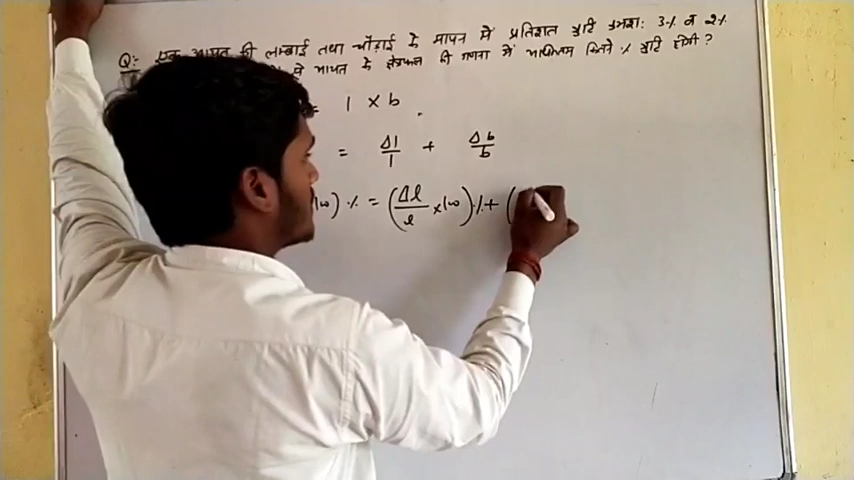 Q:- एक आयत की लम्बाई तथा चौड़ाई के मापन में प्रतिशत त्रुटि क्रमशः 3% व 2%
से आयत के क्षेत्रफल की गणना में अधिकतम कितने % त्रुटि होगी ?
= l × b
= Δl/l + Δb/b
100) % = (Δl/l × 100) % + (